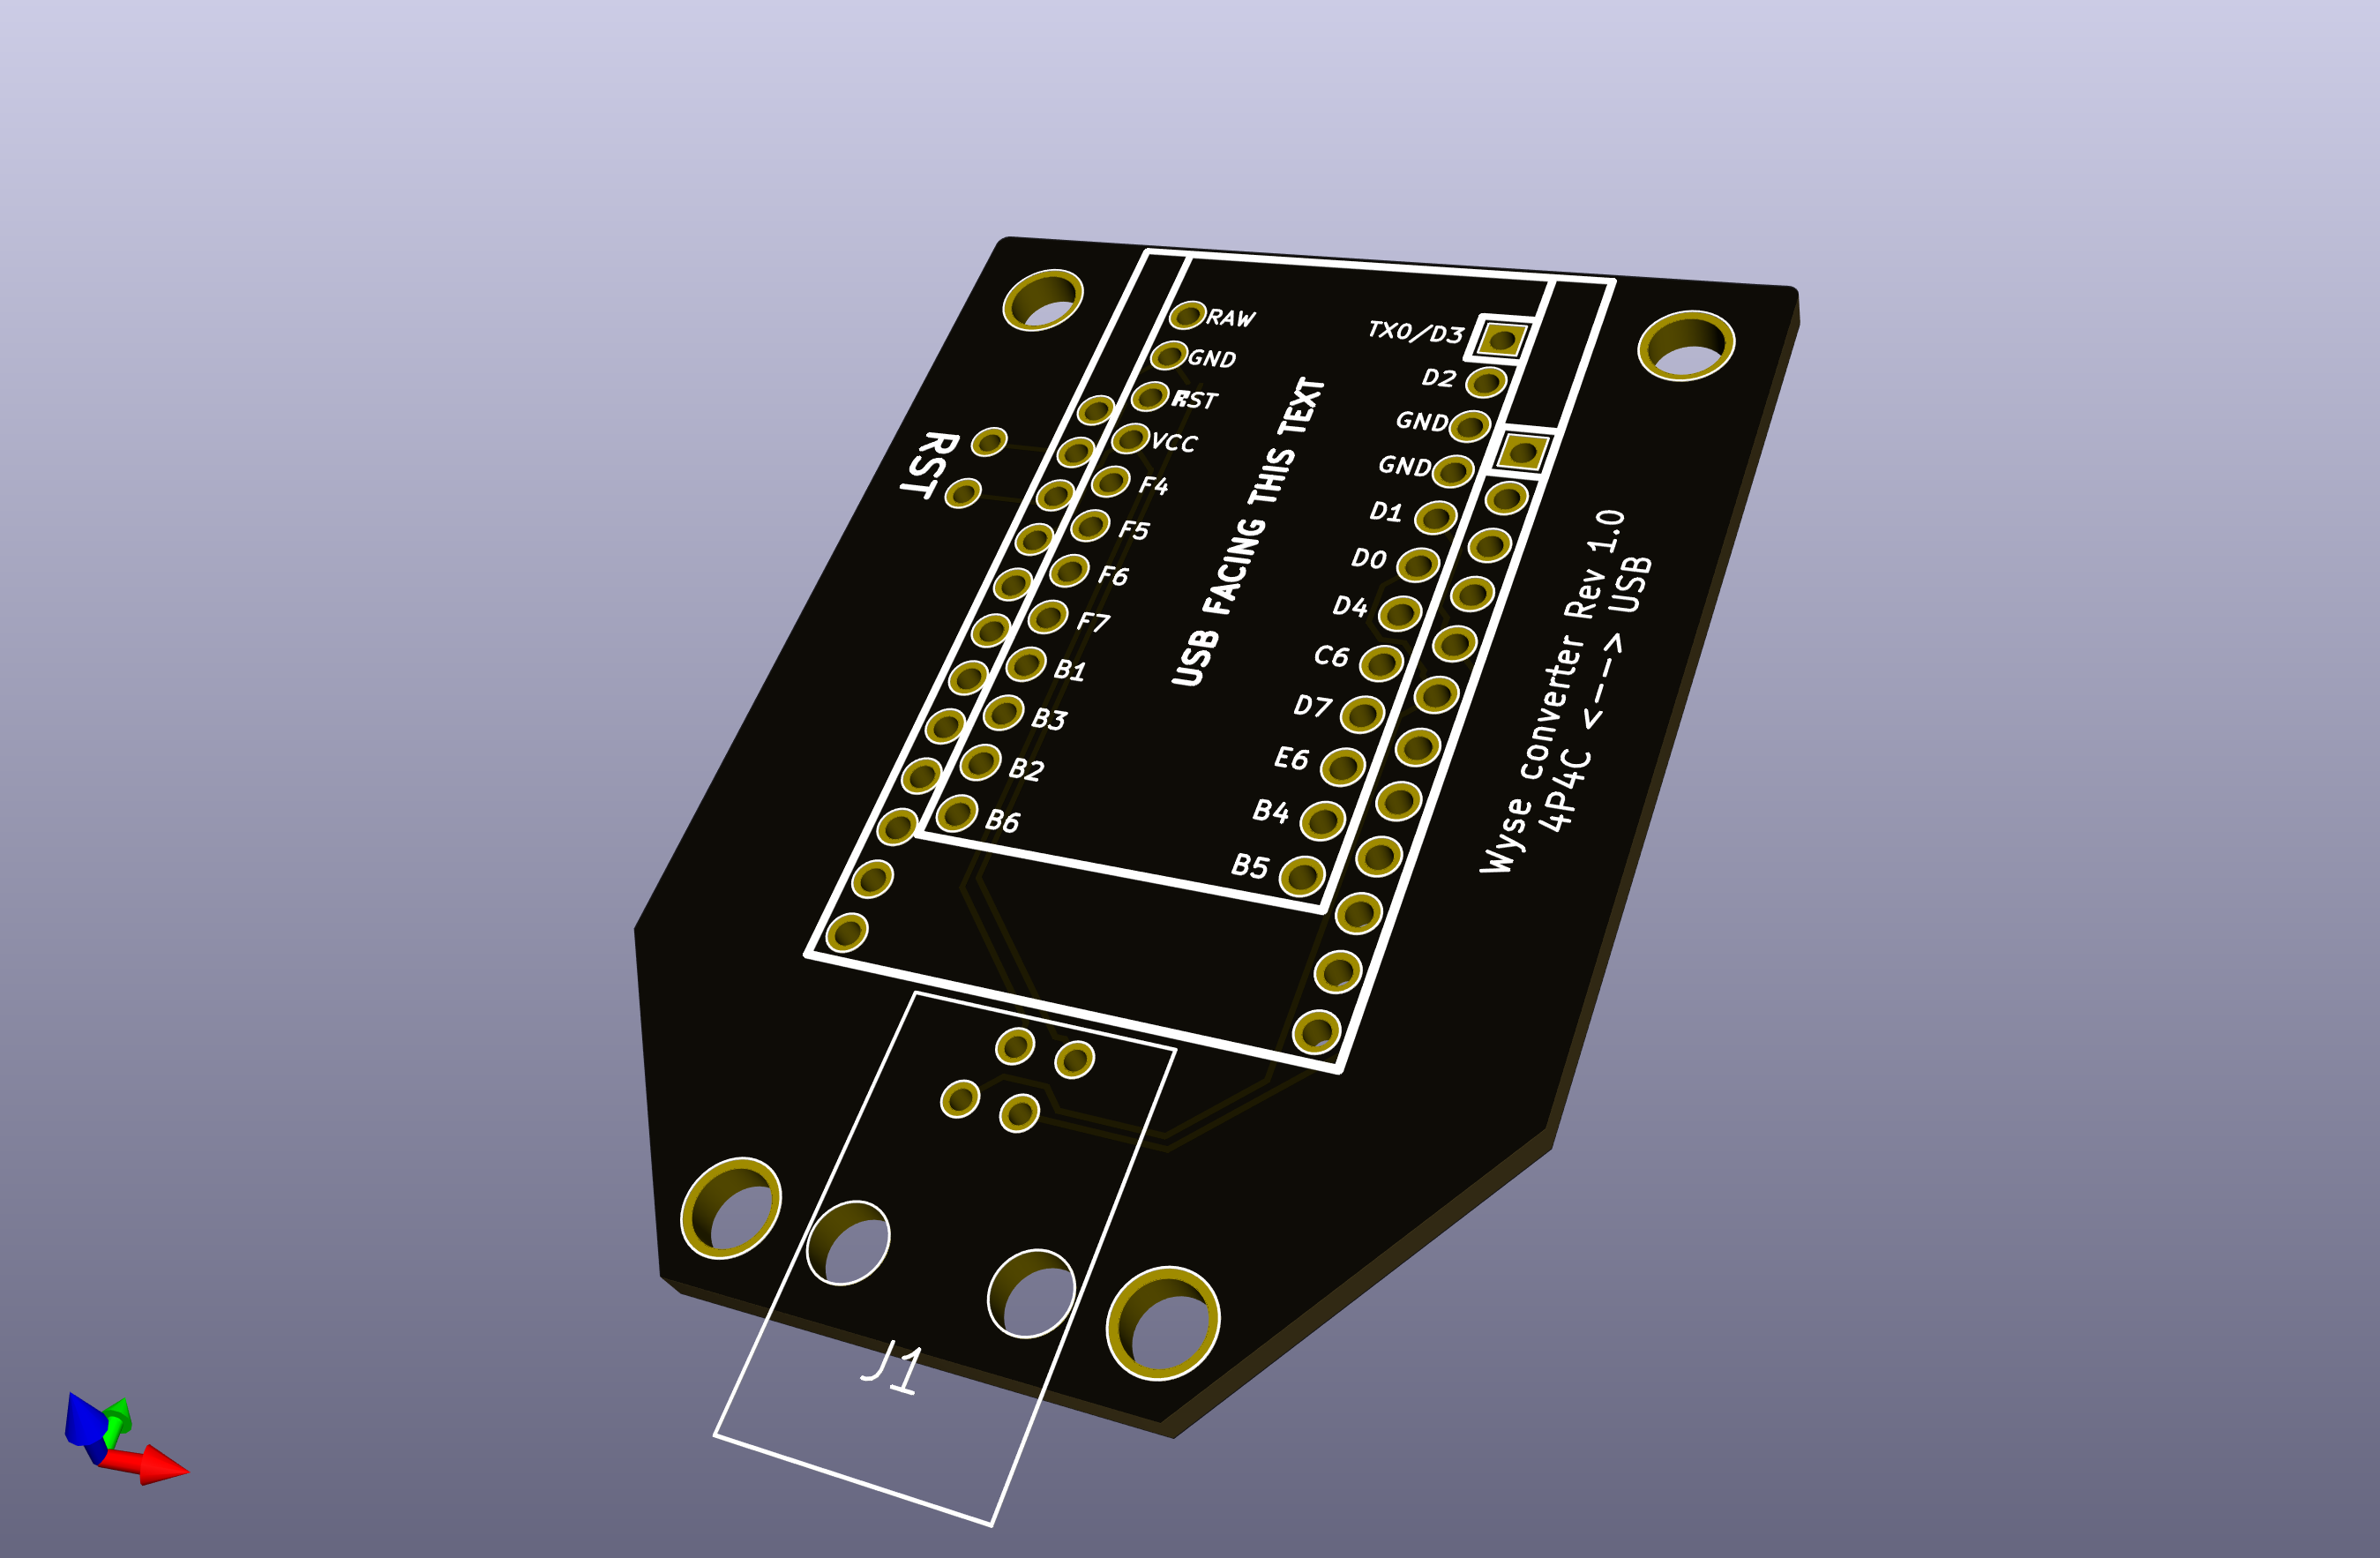 RAW
GND
RST
VCC
F4
F5
F6
F7
B1
B3
B2
B6
TXO/D3
D2
GND
GND
D1
D0
D4
C6
D7
E6
B4
B5
RST
USB FACING THIS TEXT
Wyse converter Rev 1.0
4P4C <---> USB
J1